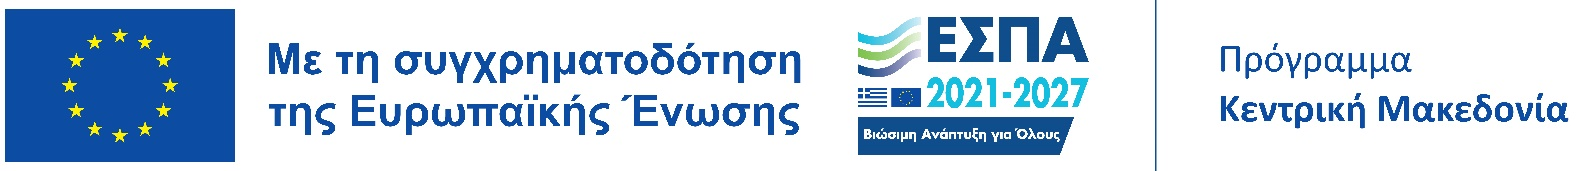 Με τη συγχρηματοδότηση
της Ευρωπαϊκής Ένωσης
ΕΣΠΑ
2021-2027
Βιώσιμη Ανάπτυξη για Όλους
Πρόγραμμα
Κεντρική Μακεδονία